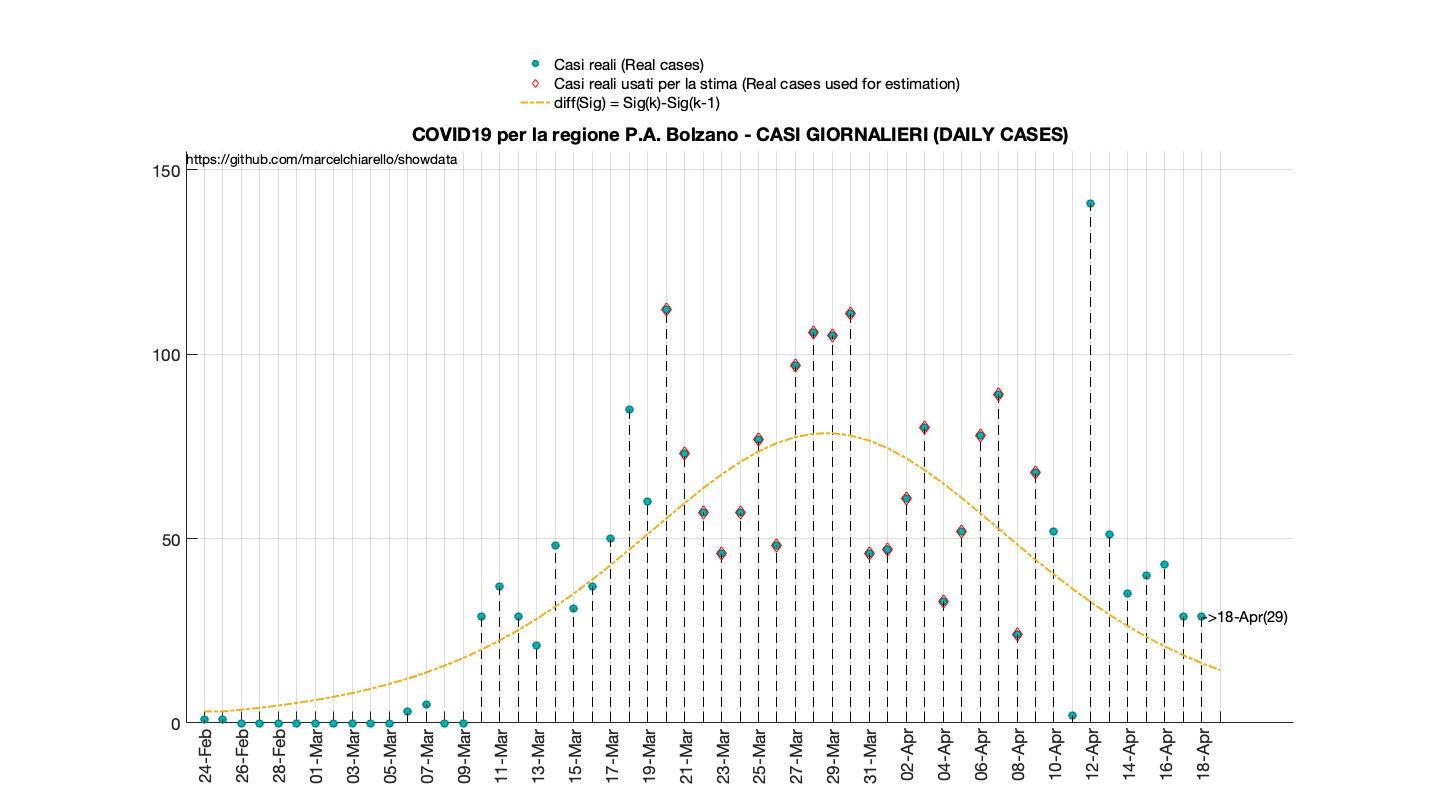 Casi reali (Real cases)
Casi reali usati per la stima (Real cases used for estimation)
diff(Sig) = Sig(k)-Sig(k-1)
COVID19 per la regione P.A. Bolzano - CASI GIORNALIERI (DAILY CASES)
https://github.com/marcelchiarello/showdata
150
100
50
0
->18-Apr(29)
24-Feb
26-Feb
28-Feb
01-Mar
03-Mar
05-Mar
07-Mar
09-Mar
11-Mar
13-Mar
15-Mar
17-Mar
19-Mar
21-Mar
23-Mar
25-Mar
27-Mar
29-Mar
31-Mar
02-Apr
04-Apr
06-Apr
08-Apr
10-Apr
12-Apr
14-Apr
16-Apr
18-Apr